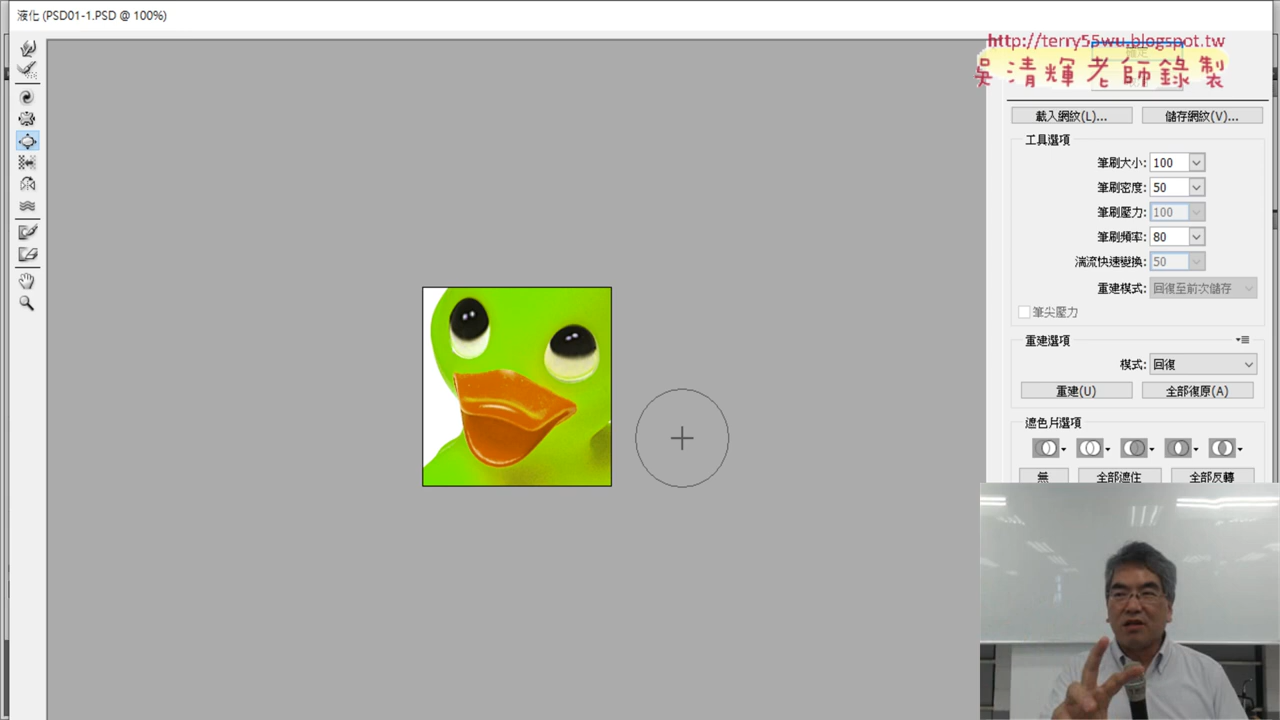 液化 (PSD01-1.PSD @ 100%)
http://terry55wu.blogspot.tw
吳清輝老師錄製
確定
載入網紋(L)...
儲存網紋(V)...
工具選項
筆刷大小: 100
筆刷密度: 50
筆刷壓力: 100
筆刷頻率: 80
湍流快速變換: 50
重建模式: 回復至前次儲存
筆尖壓力
重建選項
模式: 回復
重建(U)
全部復原(A)
遮色片選項
無
全部遮住
全部反轉